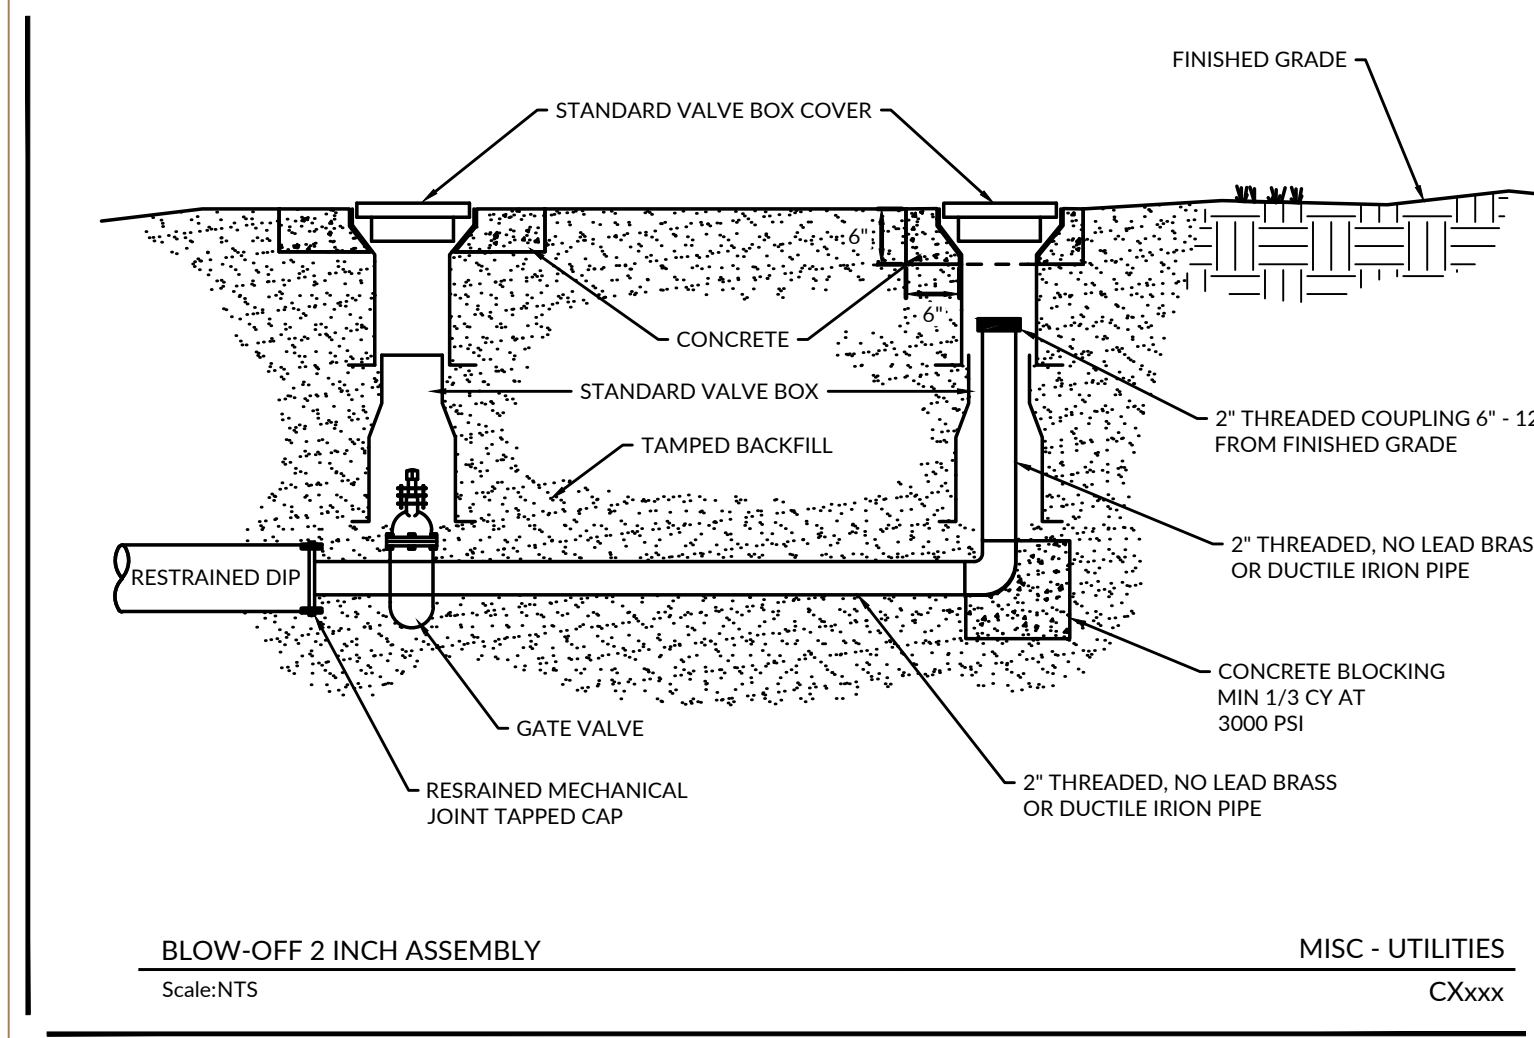 FINISHED GRADE
STANDARD VALVE BOX COVER
6"
6"
CONCRETE
STANDARD VALVE BOX
2" THREADED COUPLING 6" - 12
FROM FINISHED GRADE
TAMPED BACKFILL
2" THREADED, NO LEAD BRAS
OR DUCTILE IRION PIPE
RESTRAINED DIP
CONCRETE BLOCKING
MIN 1/3 CY AT
3000 PSI
GATE VALVE
2" THREADED, NO LEAD BRASS
OR DUCTILE IRION PIPE
RESRAINED MECHANICAL
JOINT TAPPED CAP
BLOW-OFF 2 INCH ASSEMBLY
MISC - UTILITIES
Scale:NTS
CXxxx